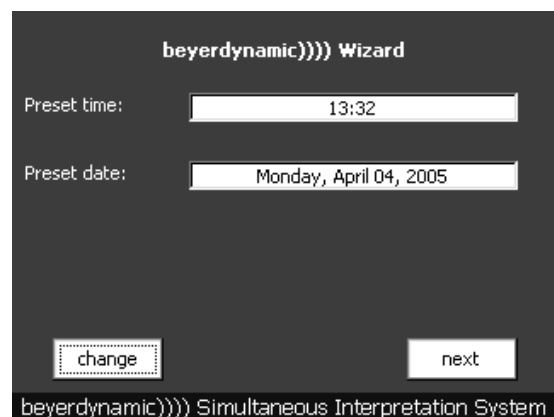 beyerdynamic)))) Wizard
Preset time: 13:32
Preset date: Monday, April 04, 2005
change next
beyerdynamic)))) Simultaneous Interpretation System